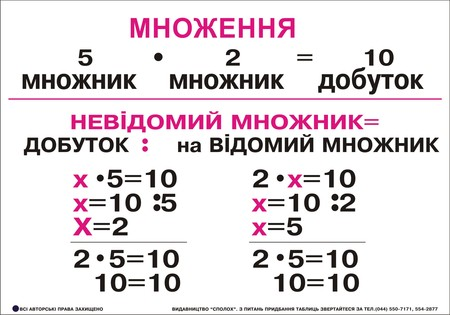 МНОЖЕННЯ
5 • 2 = 10
множник множник добуток
НЕВІДОМИЙ МНОЖНИК=
ДОБУТОК : на ВІДОМИЙ МНОЖНИК
x •5=10 2•x=10
x=10 :5 x=10 :2
X=2 x=5
2•5=10 2•5=10
10=10 10=10
ВСІ АВТОРСЬКІ ПРАВА ЗАХИЩЕНО ВИДАВНИЦТВО "СПОЛОХ". З ПИТАНЬ ПРИДБАННЯ ТАБЛИЦЬ ЗВЕРТАЙТЕСЯ ЗА ТЕЛ.(044) 550-7171, 554-2877